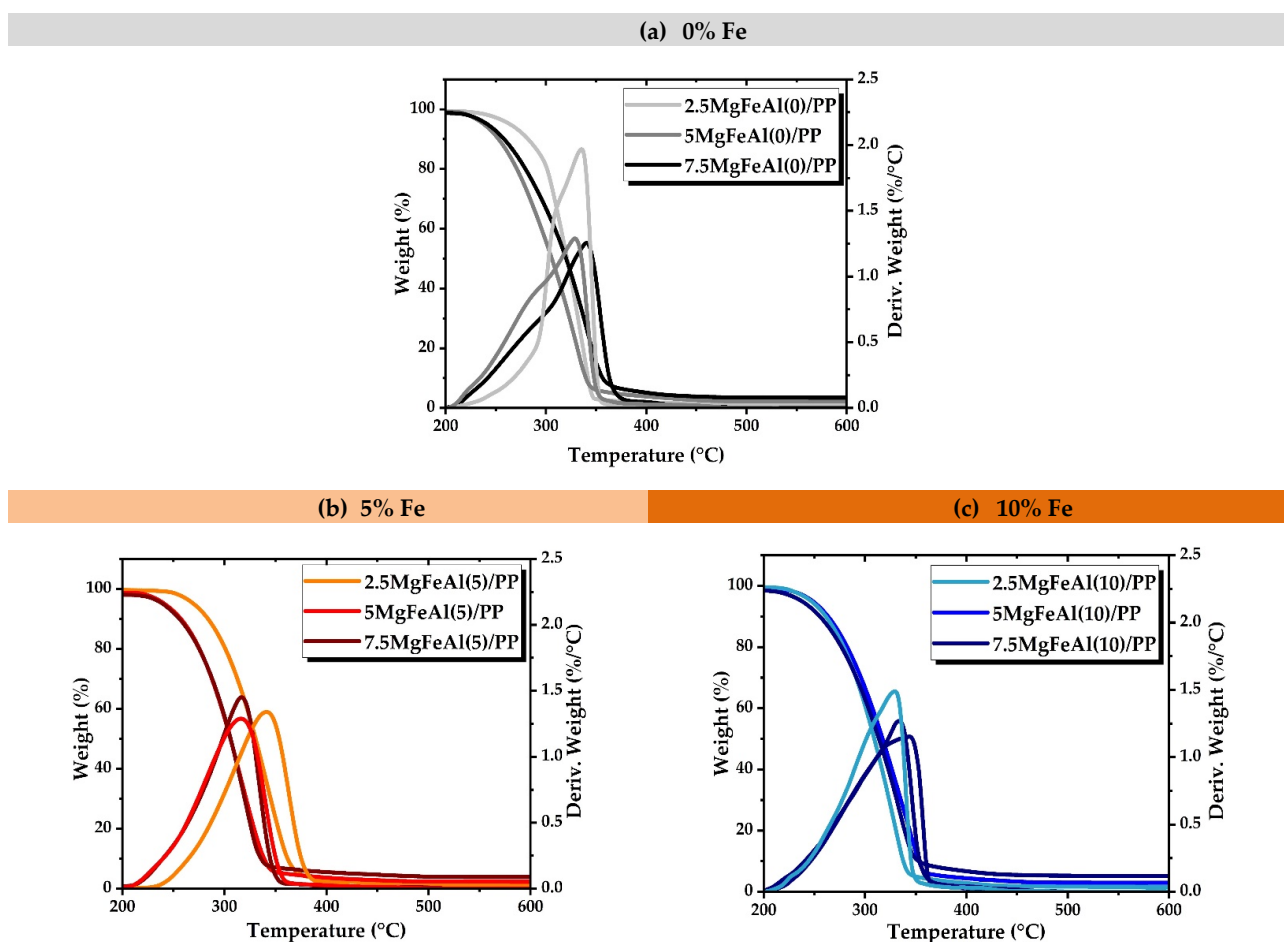 (a) 0% Fe
2.5MgFeAl(0)/PP
5MgFeAl(0)/PP
7.5MgFeAl(0)/PP
Weight (%)
100
80
60
40
20
0
Deriv. Weight (%/°C)
2.5
2.0
1.5
1.0
0.5
0.0
200 300 400 500 600
Temperature (°C)
(b) 5% Fe
2.5MgFeAl(5)/PP
5MgFeAl(5)/PP
7.5MgFeAl(5)/PP
Weight (%)
100
80
60
40
20
0
Deriv. Weight (%/°C)
2.5
2.0
1.5
1.0
0.5
0.0
200 300 400 500 600
Temperature (°C)
(c) 10% Fe
2.5MgFeAl(10)/PP
5MgFeAl(10)/PP
7.5MgFeAl(10)/PP
Weight (%)
100
80
60
40
20
0
Deriv. Weight (%/°C)
2.5
2.0
1.5
1.0
0.5
0.0
200 300 400 500 600
Temperature (°C)